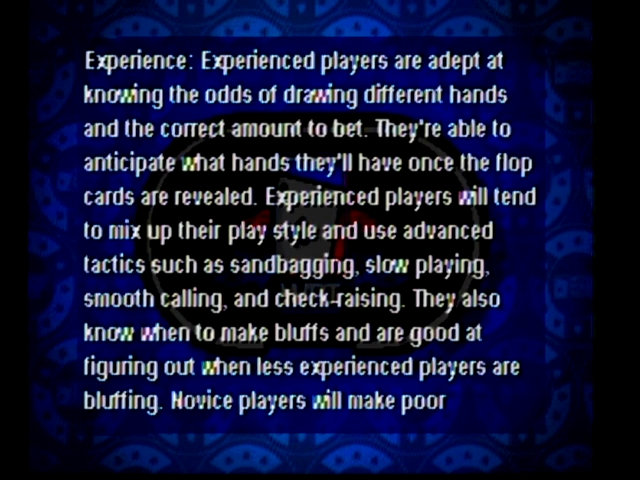 Experience: Experienced players are adept at
knowing the odds of drawing different hands
and the correct amount to bet. They're able to
anticipate what hands they'll have once the flop
cards are revealed. Experienced players will tend
to mix up their play style and use advanced
tactics such as sandbagging, slow playing,
smooth calling, and check-raising. They also
know when to make bluffs and are good at
figuring out when less experienced players are
bluffing. Novice players will make poor